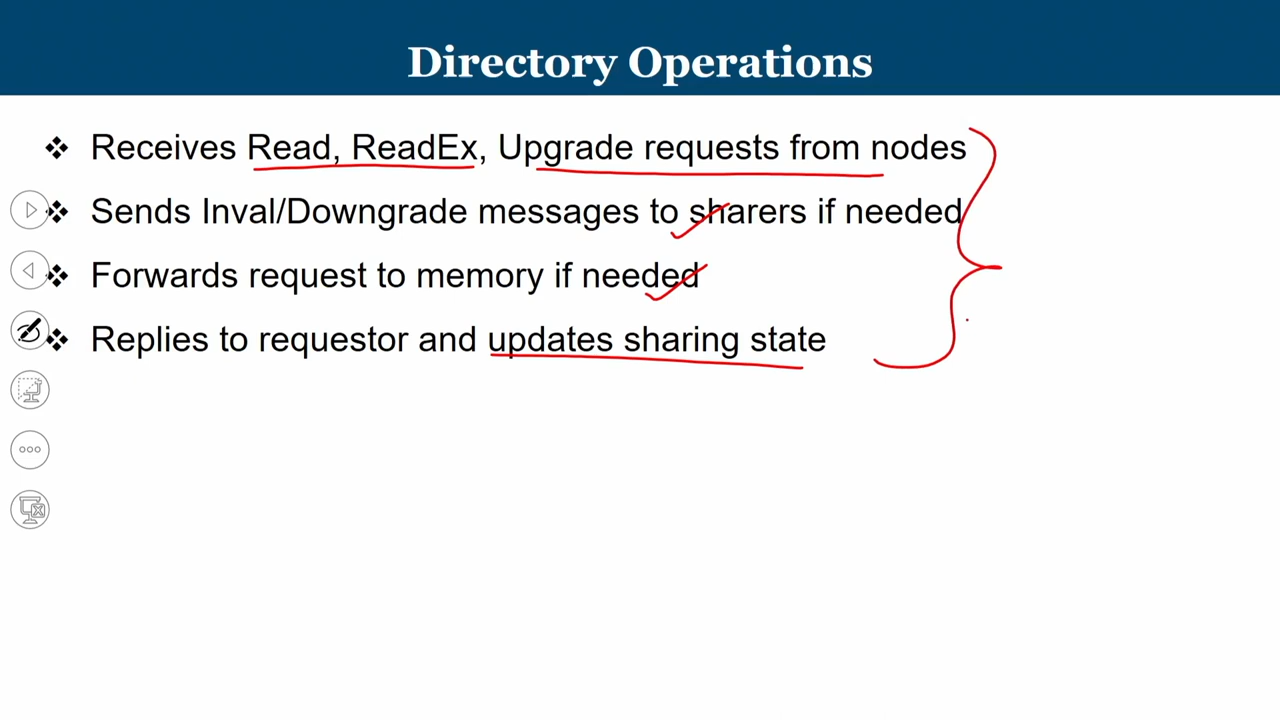 Directory Operations
Receives Read, ReadEx, Upgrade requests from nodes
Sends Inval/Downgrade messages to sharers if needed
Forwards request to memory if needed
Replies to requestor and updates sharing state